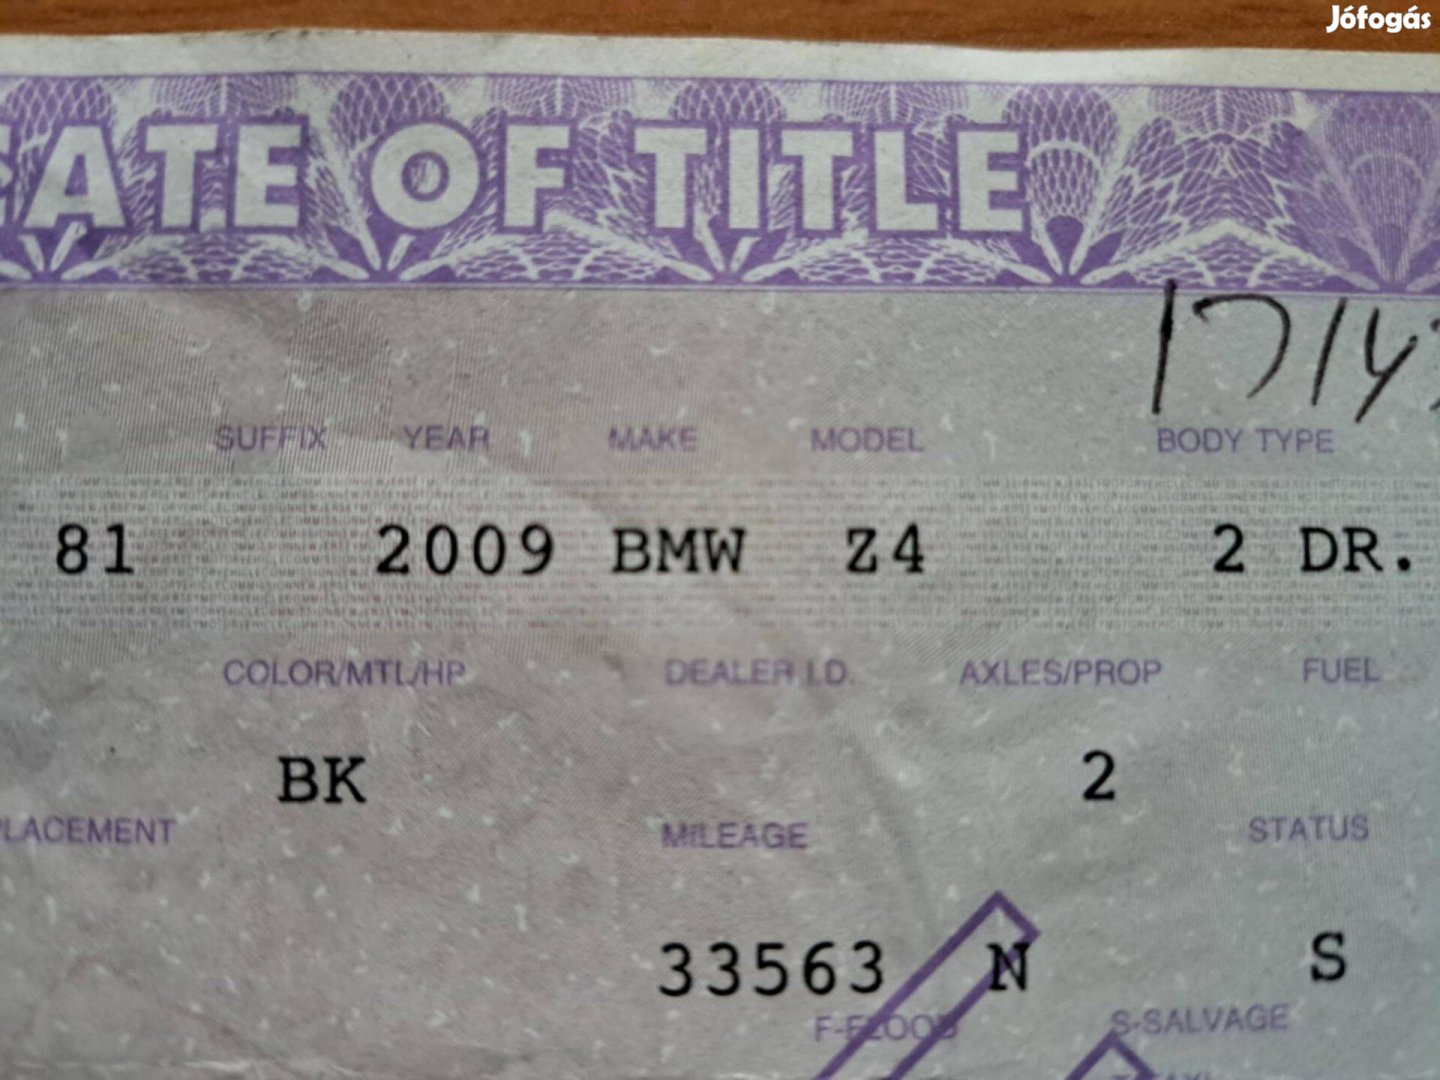 Jófogás
CATE OF TITLE
SUFFIX YEAR MAKE MODEL BODY TYPE
81 2009 BMW Z4 2 DR.
COLOR/MTL/HP DEALER I.D. AXLES/PROP FUEL
BK 2
PLACEMENT MILEAGE STATUS
33563 N S
F-FLOOD S-SALVAGE